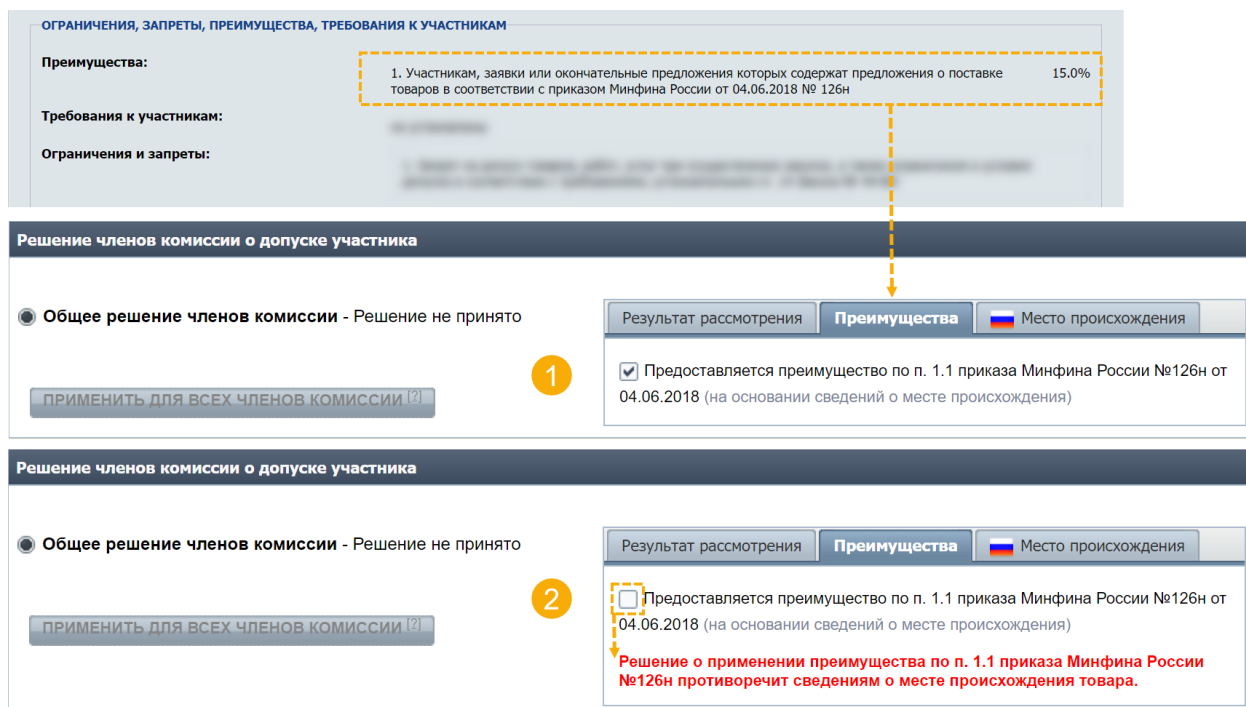 ОГРАНИЧЕНИЯ, ЗАПРЕТЫ, ПРЕИМУЩЕСТВА, ТРЕБОВАНИЯ К УЧАСТНИКАМ
Преимущества:
1. Участникам, заявки или окончательные предложения которых содержат предложения о поставке 15.0%
товаров в соответствии с приказом Минфина России от 04.06.2018 № 126н
Требования к участникам:
Ограничения и запреты:
Решение членов комиссии о допуске участника
Общее решение членов комиссии - Решение не принято
Результат рассмотрения Преимущества Место происхождения
1
Предоставляется преимущество по п. 1.1 приказа Минфина России №126н от
04.06.2018 (на основании сведений о месте происхождения)
ПРИМЕНИТЬ ДЛЯ ВСЕХ ЧЛЕНОВ КОМИССИИ [?]
Решение членов комиссии о допуске участника
Общее решение членов комиссии - Решение не принято
Результат рассмотрения Преимущества Место происхождения
2
Предоставляется преимущество по п. 1.1 приказа Минфина России №126н от
04.06.2018 (на основании сведений о месте происхождения)
ПРИМЕНИТЬ ДЛЯ ВСЕХ ЧЛЕНОВ КОМИССИИ [?]
Решение о применении преимущества по п. 1.1 приказа Минфина России
№126н противоречит сведениям о месте происхождения товара.